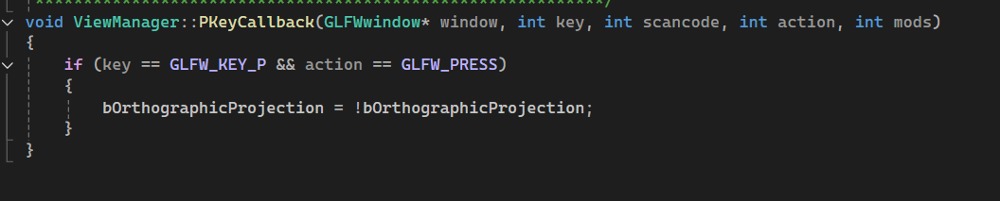 void ViewManager::PKeyCallback(GLFWwindow* window, int key, int scancode, int action, int mods)
{
if (key == GLFW_KEY_P && action == GLFW_PRESS)
{
bOrthographicProjection = !bOrthographicProjection;
}
}